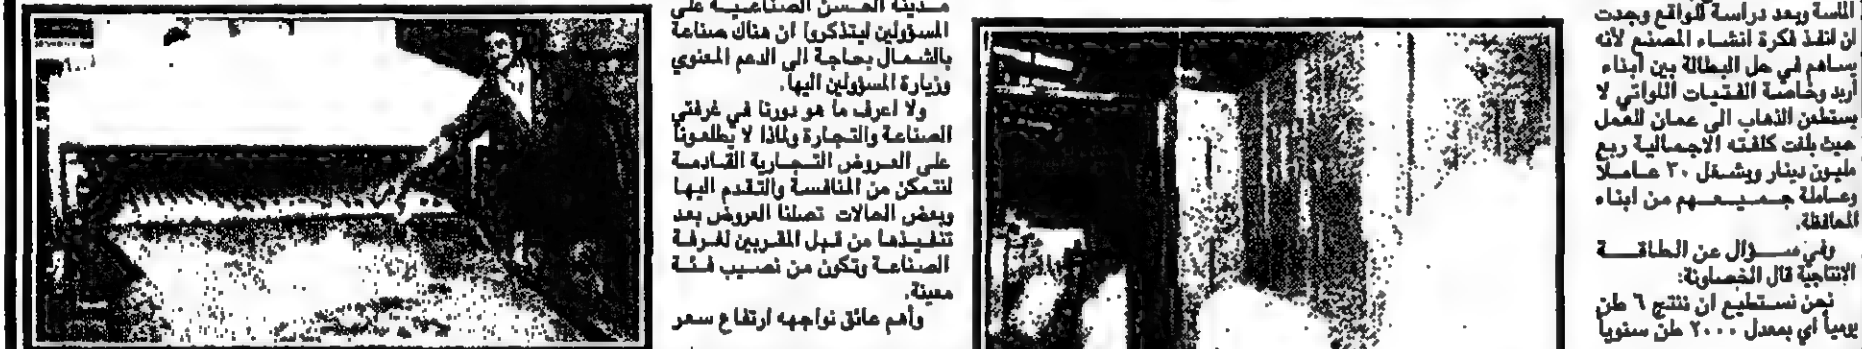 الماسة وبعد دراسة للواقع وجدت
ان انفذ فكرة انشاء المصنع لأنه
يساهم في حل البطالة بين أبناء
أربد وخاصة الفتيات اللواتي لا
يستطعن الذهاب الى عمان للعمل
حيث بلغت كلفته الاجمالية ربع
مليون دينار ويشغل ٣٠ عاملا
وعاملة جميعهم من ابناء
المحافظة.
وفي سؤال عن الطاقة
الانتاجية قال الخصاونة:
نحن نستطيع ان ننتج ٦ طن
يومياً اي بمعدل ٢٠٠٠ طن سنوياً
مدينة الحسن الصناعية على
المسؤولين ليتذكروا ان هناك صناعة
بالشمال بحاجة الى الدعم المعنوي
وزيارة المسؤولين اليها.
ولا اعرف ما هو دورنا في غرفتي
الصناعة والتجارة ولماذا لا يطلعونا
على العروض التجارية القادمة
لنتمكن من المنافسة والتقدم اليها
وبعض الحالات تصلنا العروض بعد
تنفيذها من قبل المقربين لغرفة
الصناعة وتكون من نصيب فئة
معينة.
وأهم عائق نواجهه ارتفاع سعر